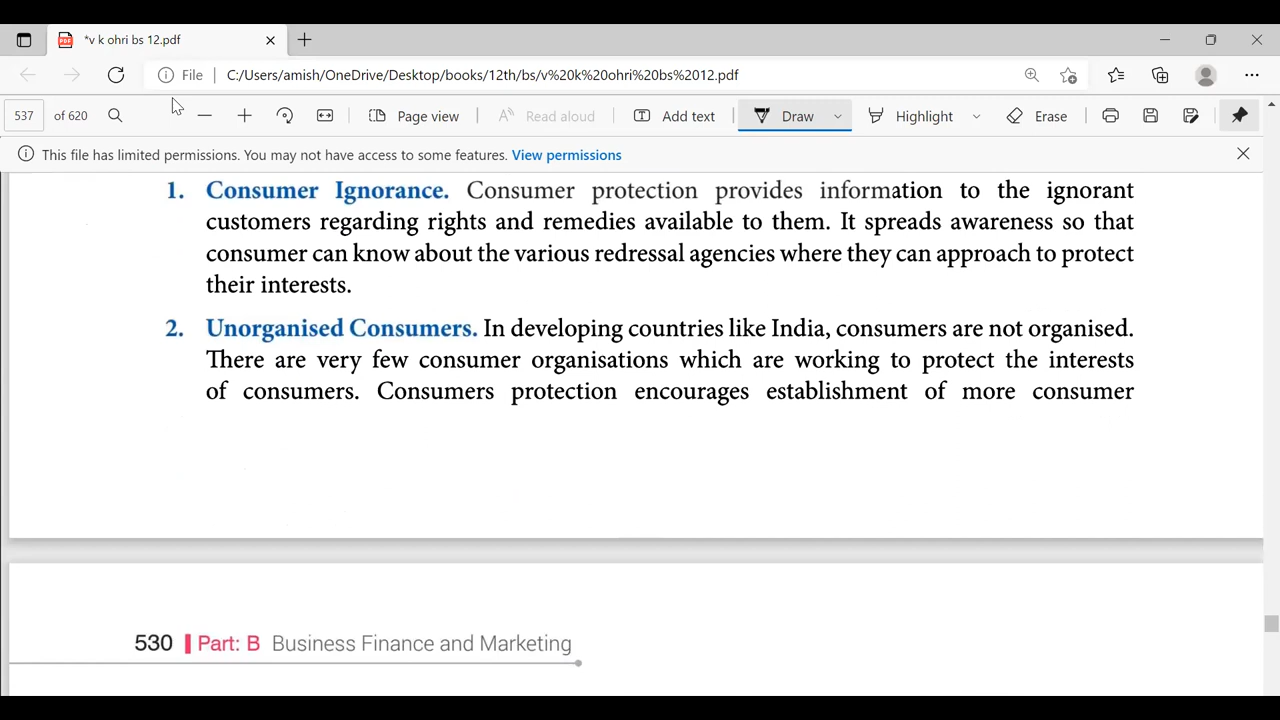 *v k ohri bs 12.pdf
File | C:/Users/amish/OneDrive/Desktop/books/12th/bs/v%20k%20ohri%20bs%2012.pdf
537 of 620 Page view Read aloud Add text Draw Highlight Erase
This file has limited permissions. You may not have access to some features. View permissions
1. Consumer Ignorance. Consumer protection provides information to the ignorant
customers regarding rights and remedies available to them. It spreads awareness so that
consumer can know about the various redressal agencies where they can approach to protect
their interests.
2. Unorganised Consumers. In developing countries like India, consumers are not organised.
There are very few consumer organisations which are working to protect the interests
of consumers. Consumers protection encourages establishment of more consumer
530 Part: B Business Finance and Marketing